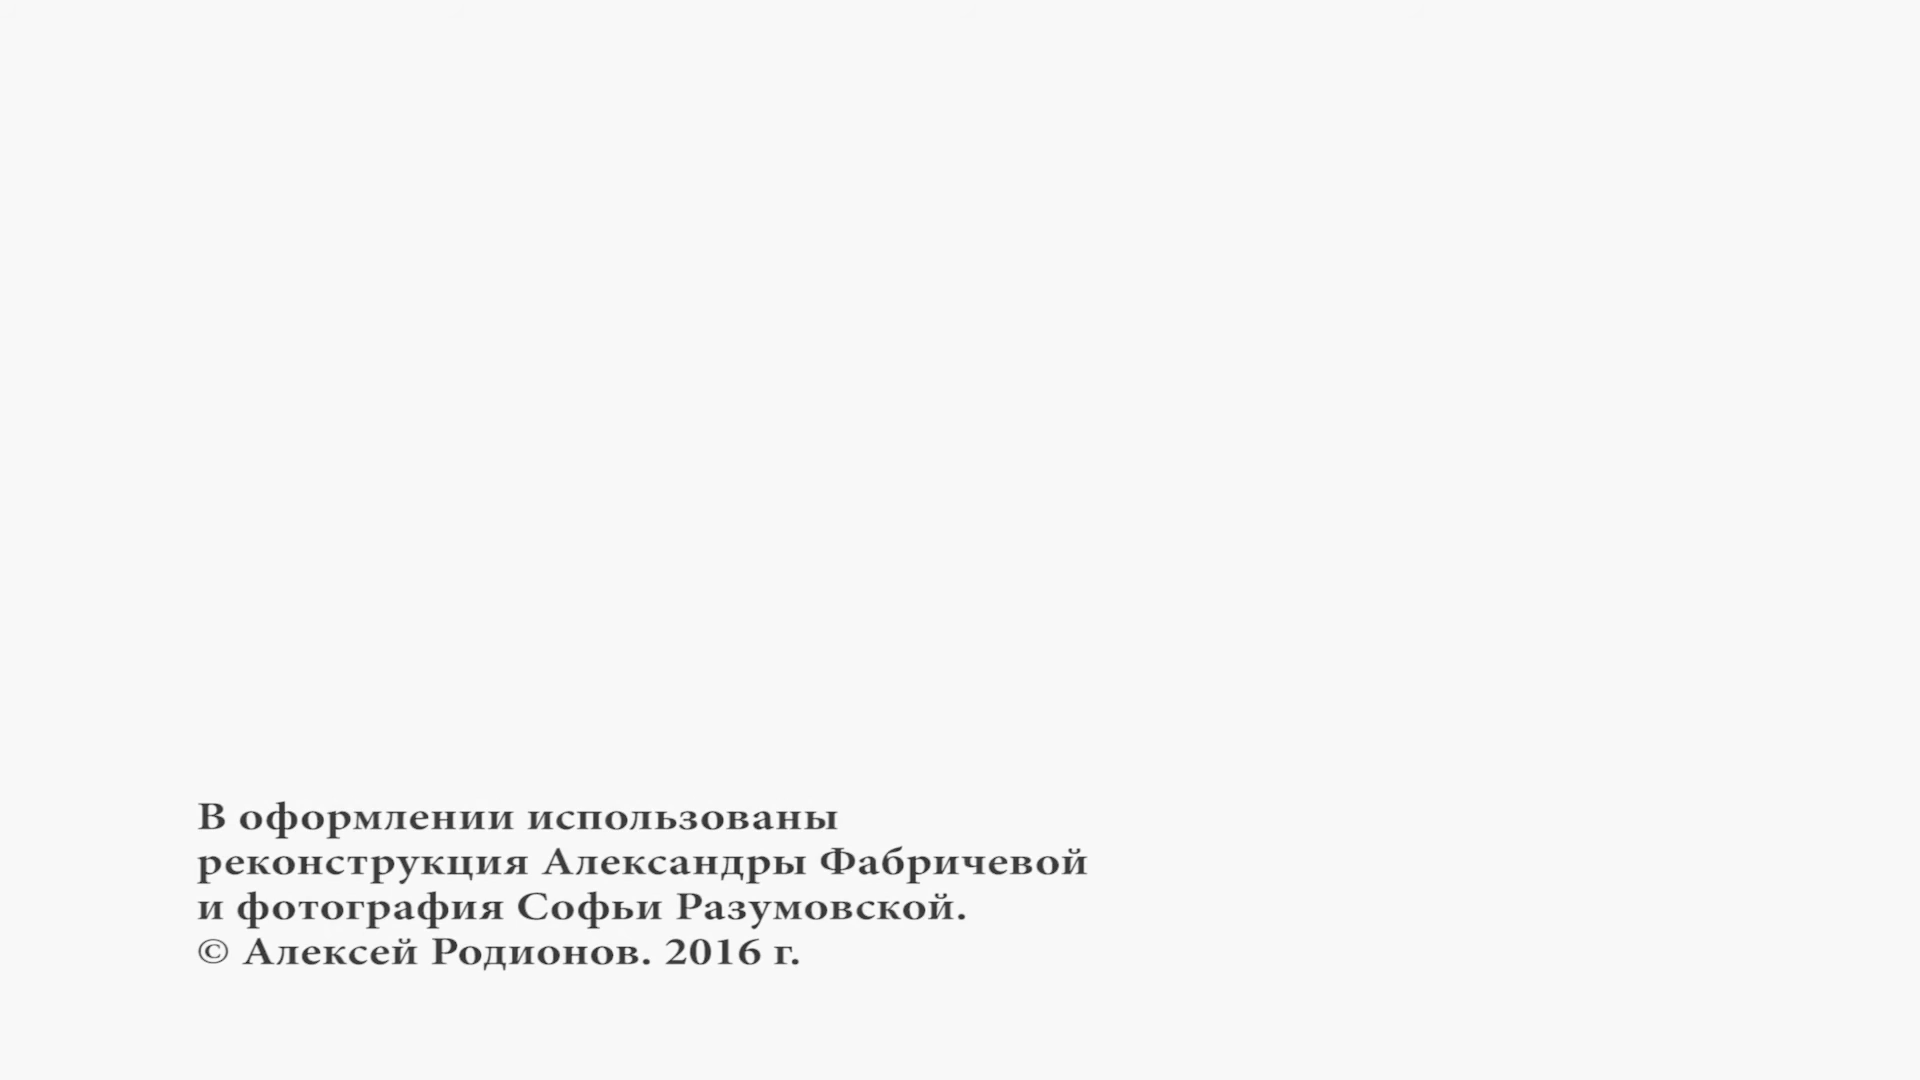 В оформлении использованы
реконструкция Александры Фабричевой
и фотография Софьи Разумовской.
© Алексей Родионов. 2016 г.